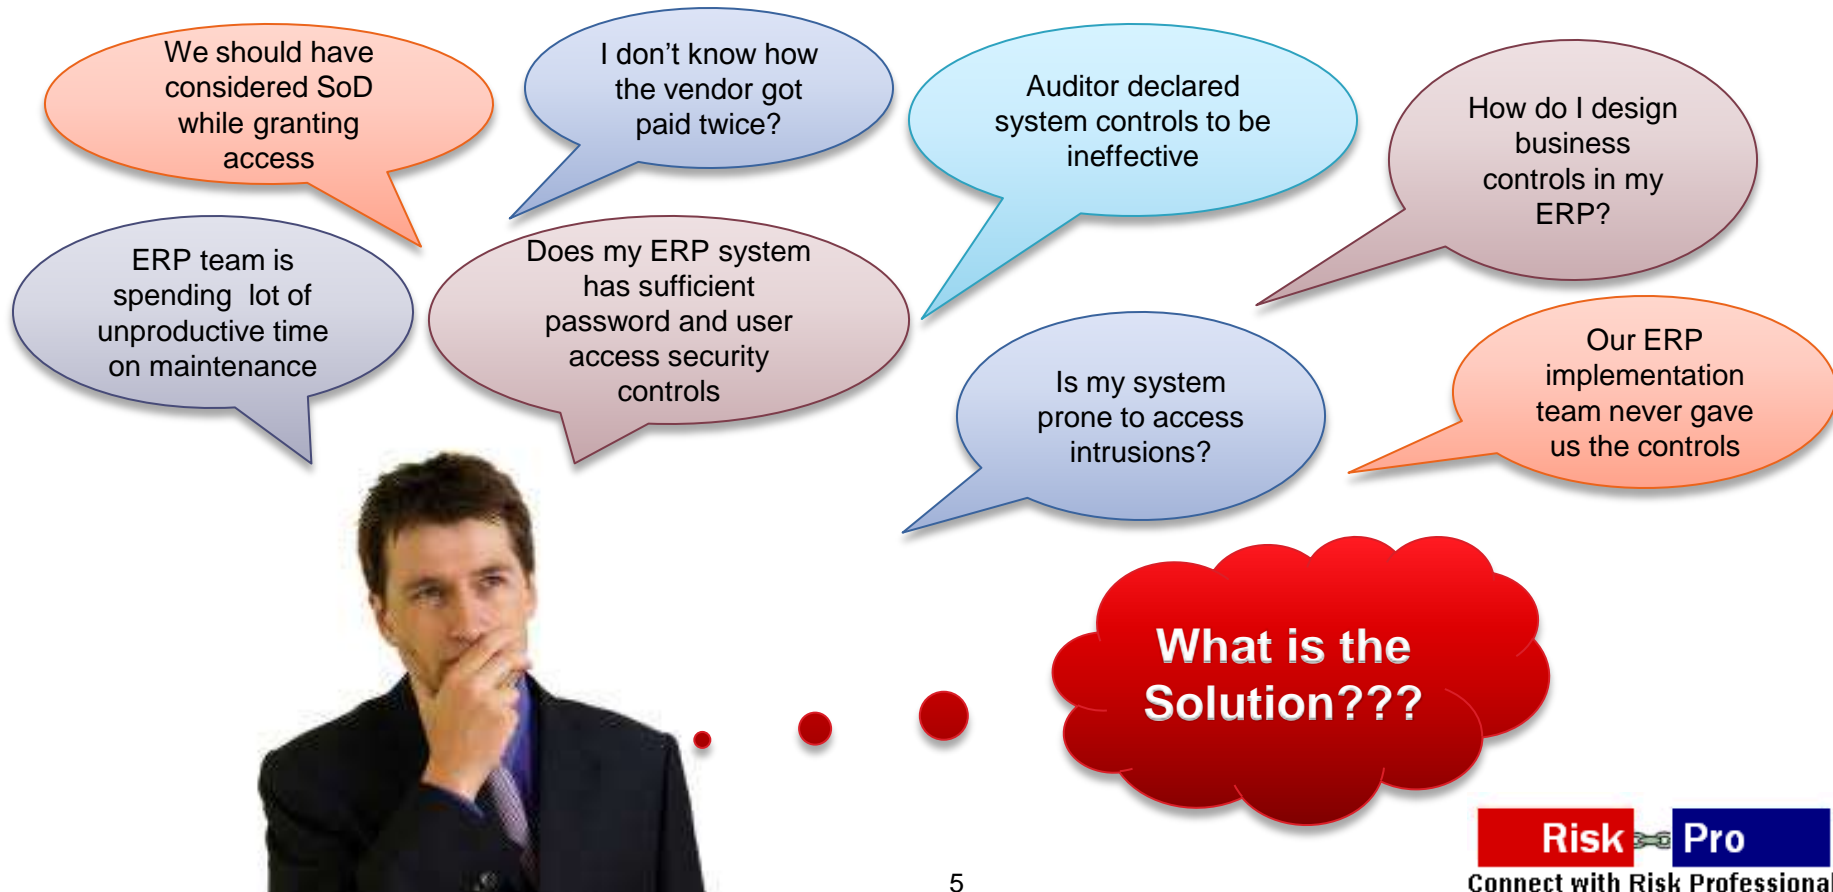 We should have
considered SoD
while granting
access
I don’t know how
the vendor got
paid twice?
Auditor declared
system controls to be
ineffective
How do I design
business
controls in my
ERP?
ERP team is
spending  lot of
unproductive time
on maintenance
Does my ERP system
has sufficient
password and user
access security
controls
Is my system
prone to access
intrusions?
Our ERP
implementation
team never gave
us the controls
What is the
Solution???
Risk Pro
Connect with Risk Professional
5